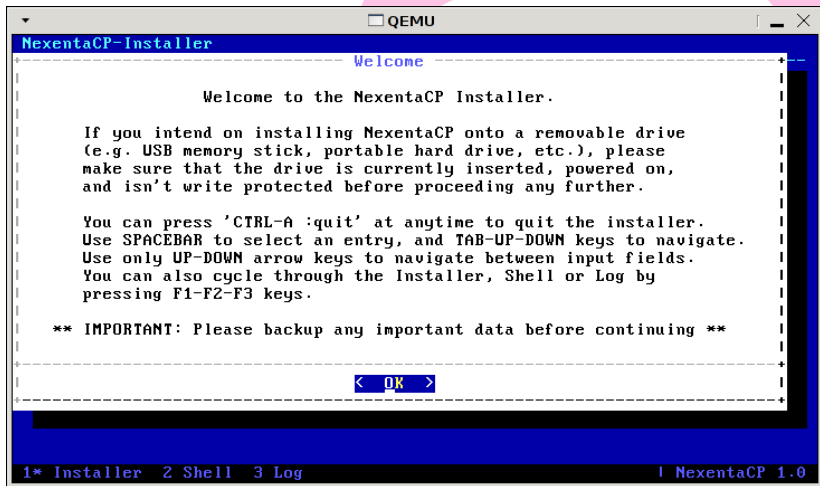 QEMU
NexentaCP-Installer
Welcome
Welcome to the NexentaCP Installer.
If you intend on installing NexentaCP onto a removable drive
(e.g. USB memory stick, portable hard drive, etc.), please
make sure that the drive is currently inserted, powered on,
and isn't write protected before proceeding any further.
You can press 'CTRL-A :quit' at anytime to quit the installer.
Use SPACEBAR to select an entry, and TAB-UP-DOWN keys to navigate.
Use only UP-DOWN arrow keys to navigate between input fields.
You can also cycle through the Installer, Shell or Log by
pressing F1-F2-F3 keys.
** IMPORTANT: Please backup any important data before continuing **
< OK >
1* Installer 2 Shell 3 Log | NexentaCP 1.0